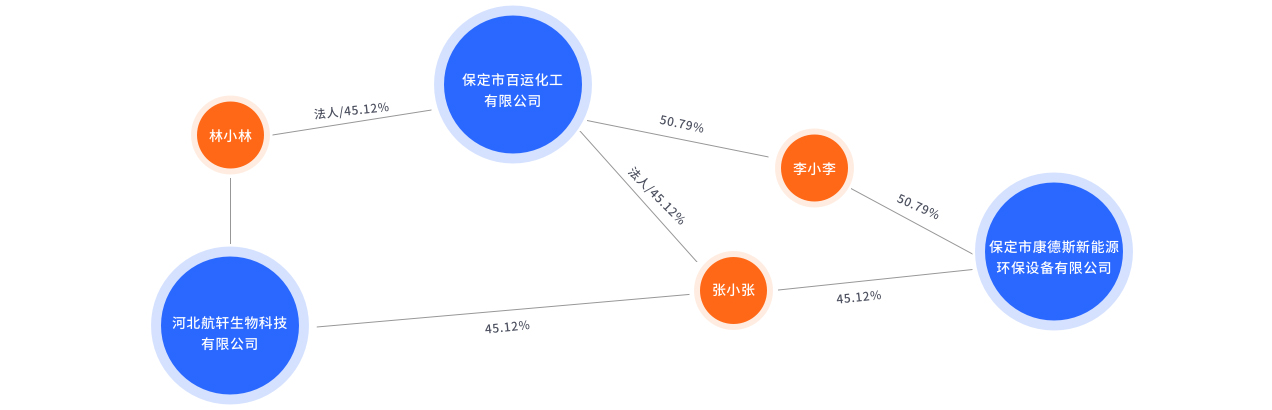 保定市百运化工
有限公司
法人/45.12%
林小林
50.79%
李小李
法人/45.12%
50.79%
保定市康德斯新能源
环保设备有限公司
张小张
45.12%
河北航轩生物科技
有限公司
45.12%